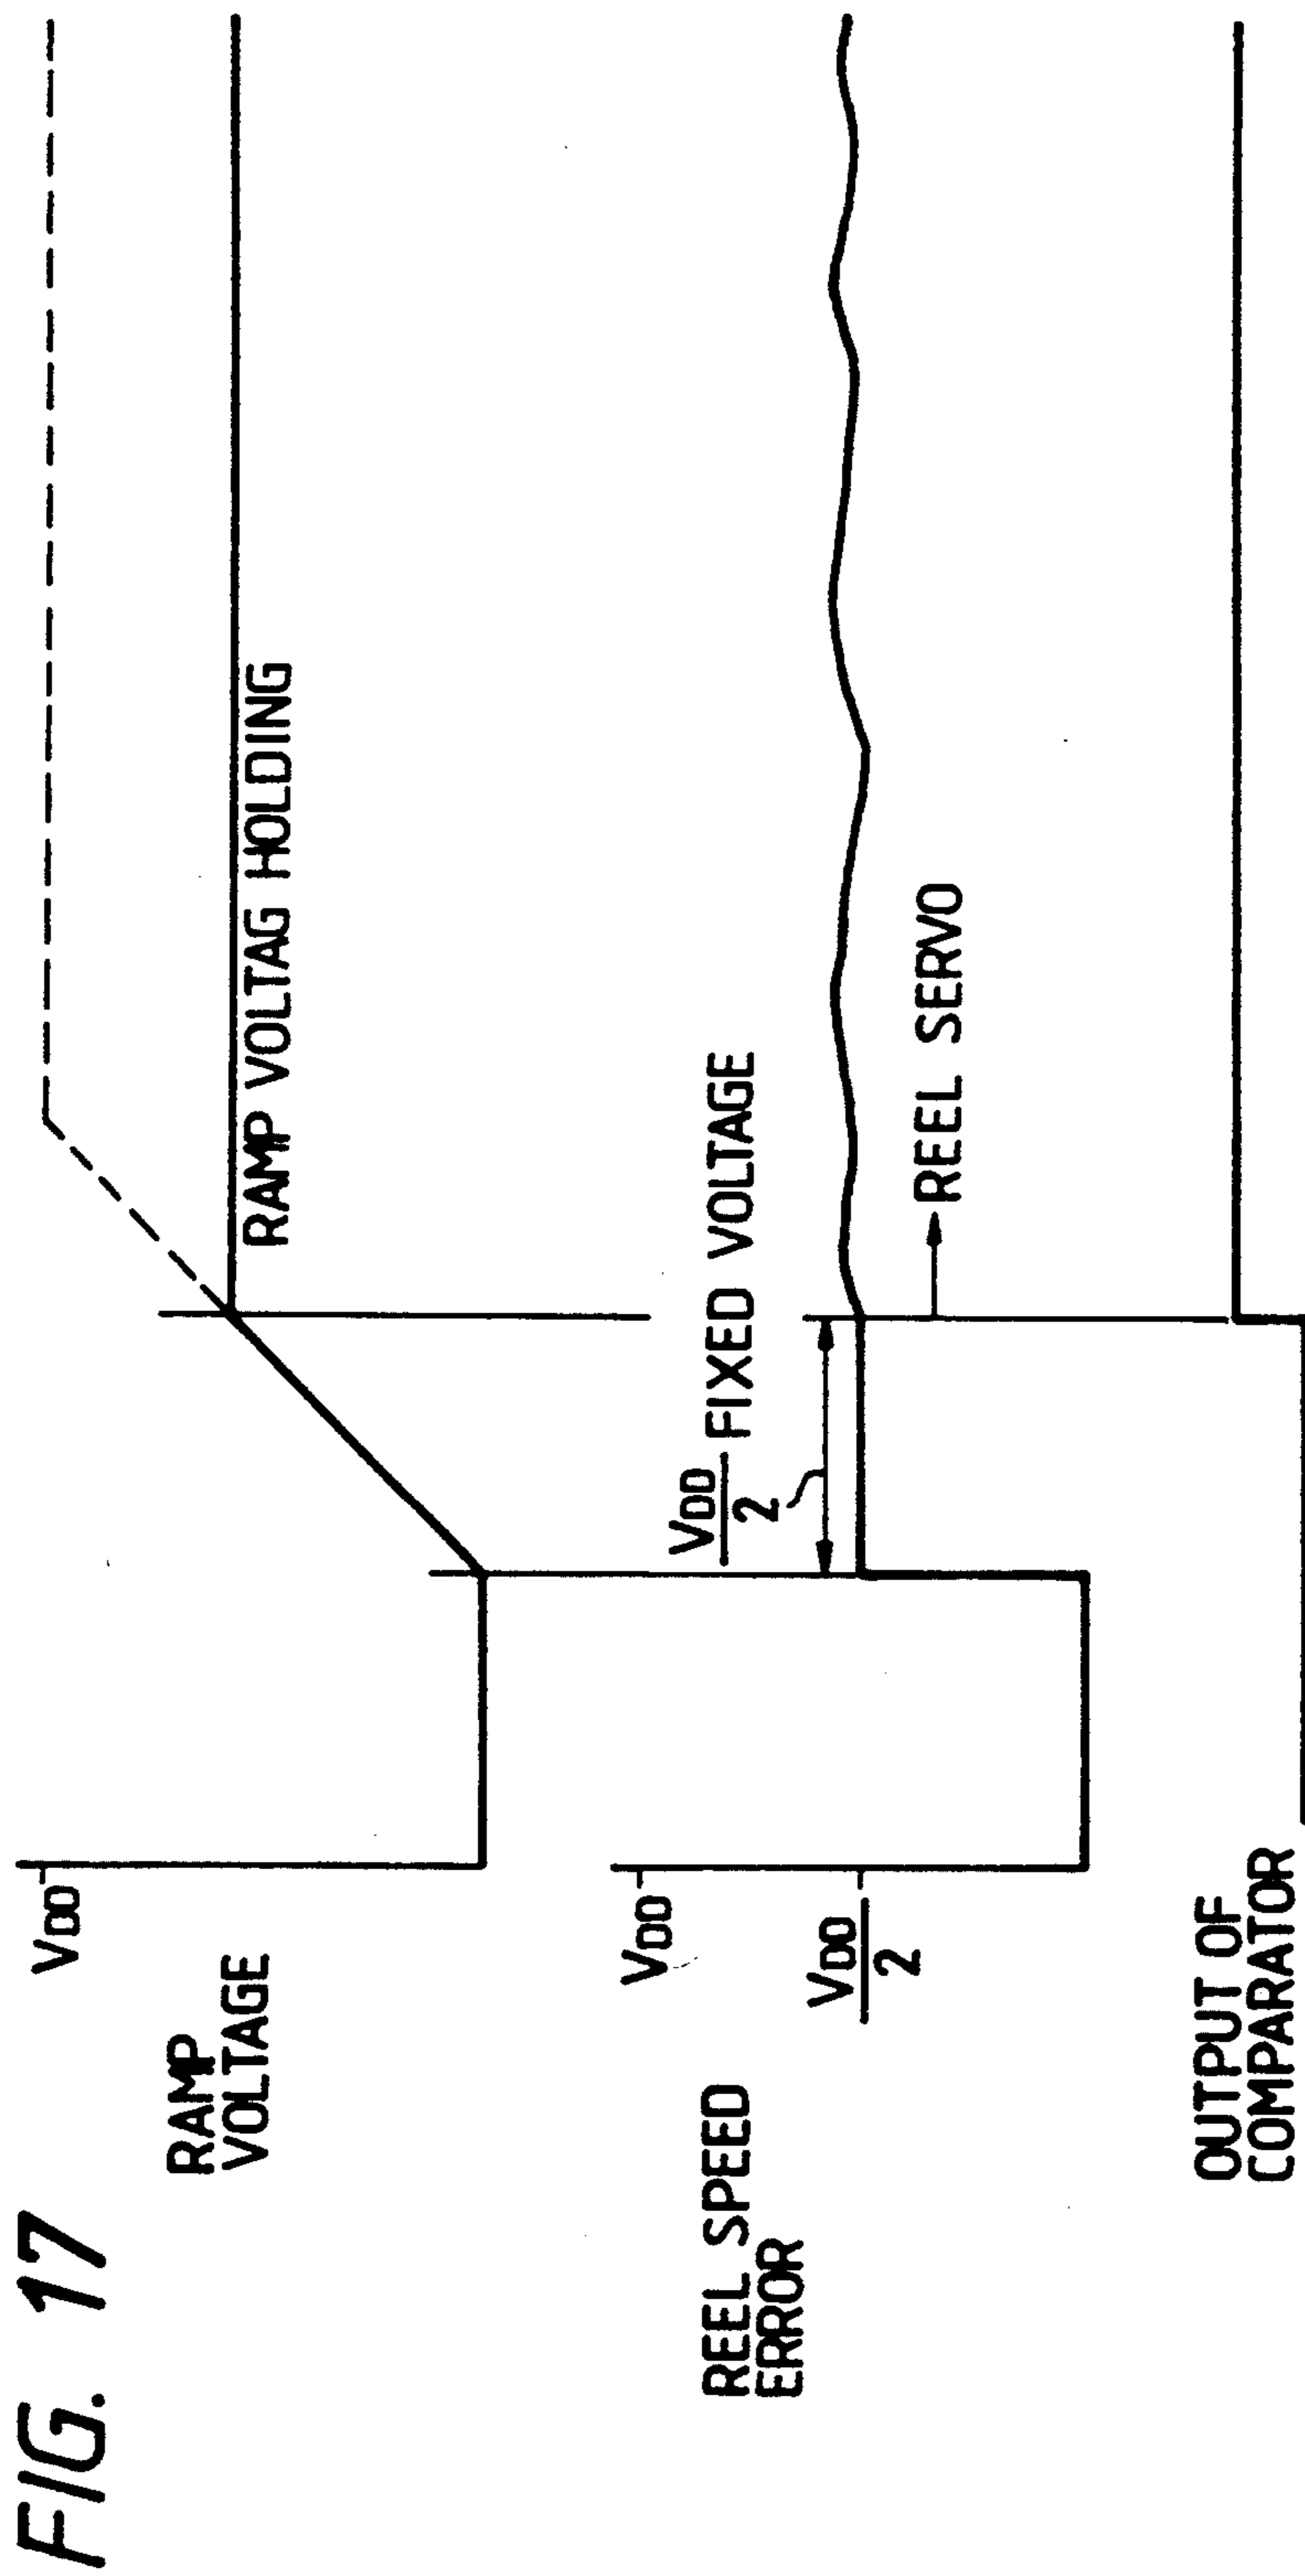 FIG. 17
VDD
RAMP
VOLTAGE
RAMP VOLTAG HOLDING
VDD
VDD
2
REEL SPEED
ERROR
VDD
2
FIXED VOLTAGE
REEL SERVO
OUTPUT OF
COMPARATOR